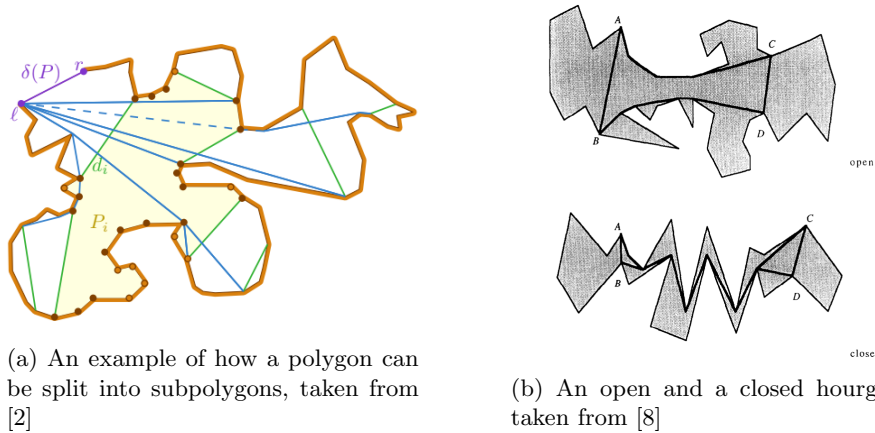 δ(P)
r
ℓ
d_i
P_i
(a) An example of how a polygon can
be split into subpolygons, taken from
[2]
A
C
B
D
open
A
C
B
D
close
(b) An open and a closed hourg
taken from [8]